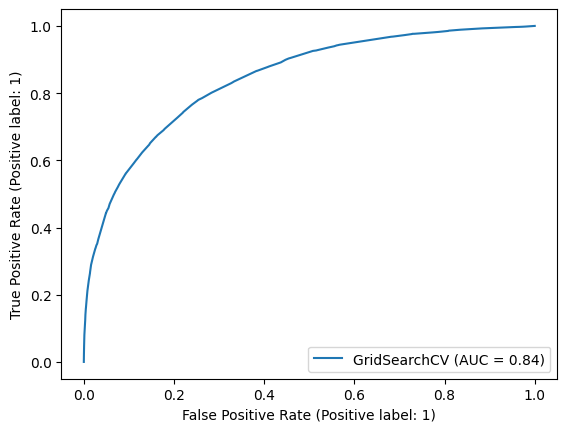 1.0
0.8
0.6
0.4
0.2
0.0
True Positive Rate (Positive label: 1)
GridSearchCV (AUC = 0.84)
0.0 0.2 0.4 0.6 0.8 1.0
False Positive Rate (Positive label: 1)